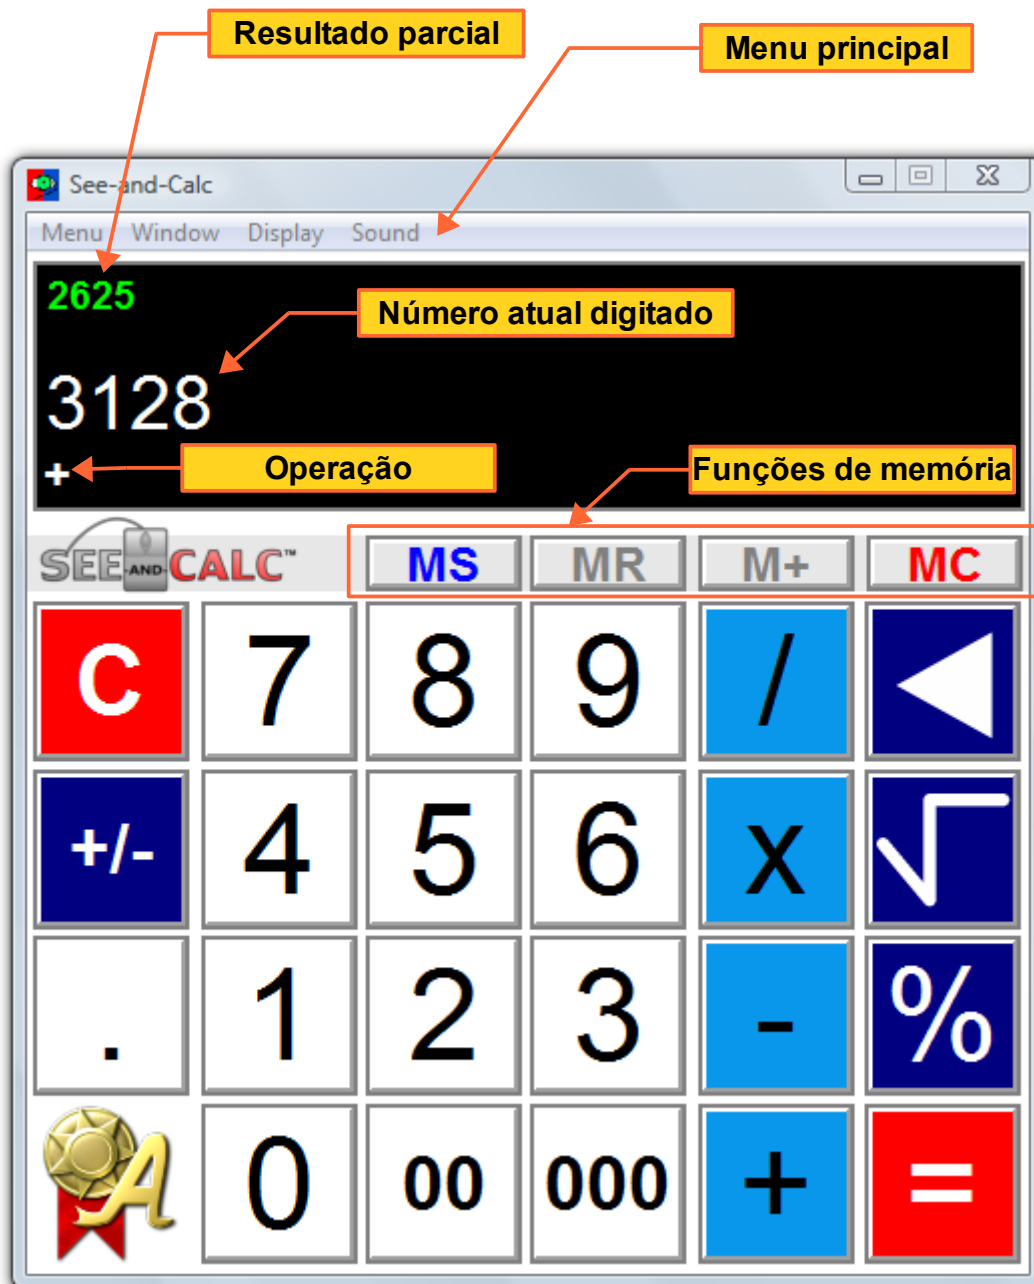 Resultado parcial
Menu principal
See-and-Calc
Menu Window Display Sound
2625
Número atual digitado
3128
+
Operação
Funções de memória
SEE-AND-CALC™ MS MR M+ MC
C 7 8 9 / ◀
+/- 4 5 6 x √
. 1 2 3 - %
A 0 00 000 + =